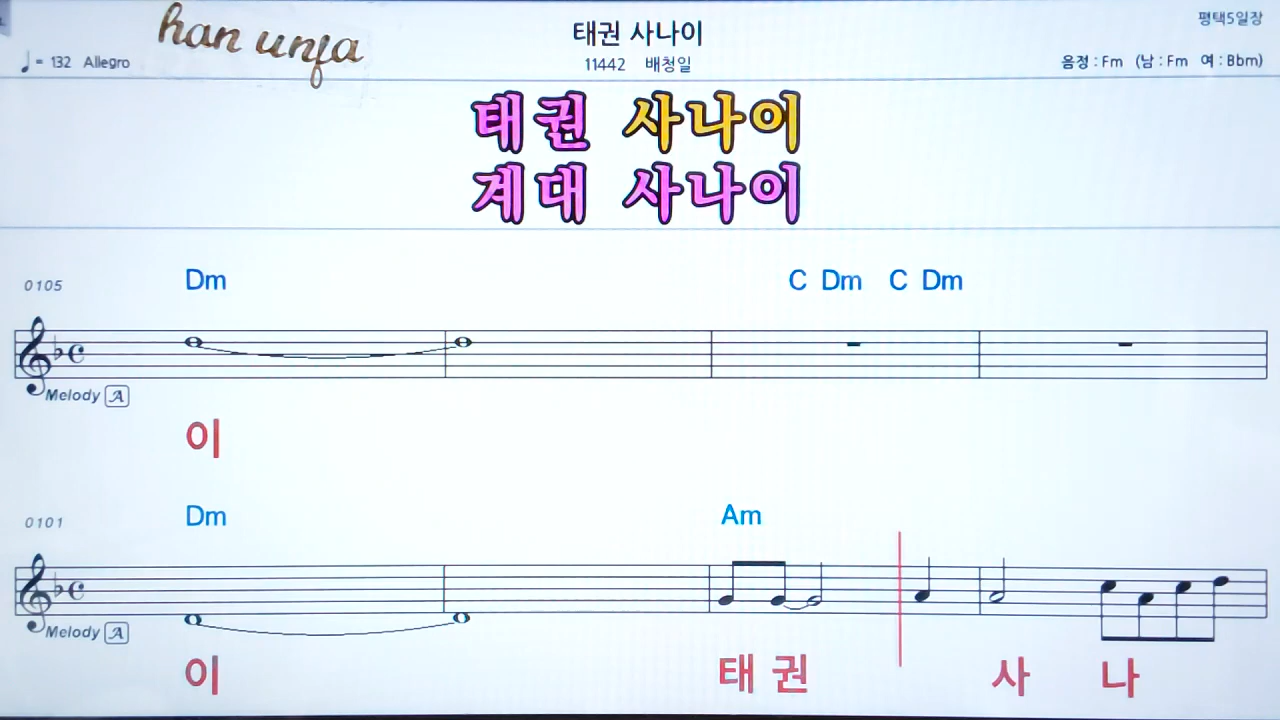 han unfa
태권 사나이
평택5일장
♩= 132 Allegro
11442 배청일
음정 : Fm (남 : Fm 여 : Bbm)
태권 사나이
계대 사나이
0105
Dm
C Dm C Dm
Melody A
이
0101
Dm
Am
Melody A
이 태 권 사 나